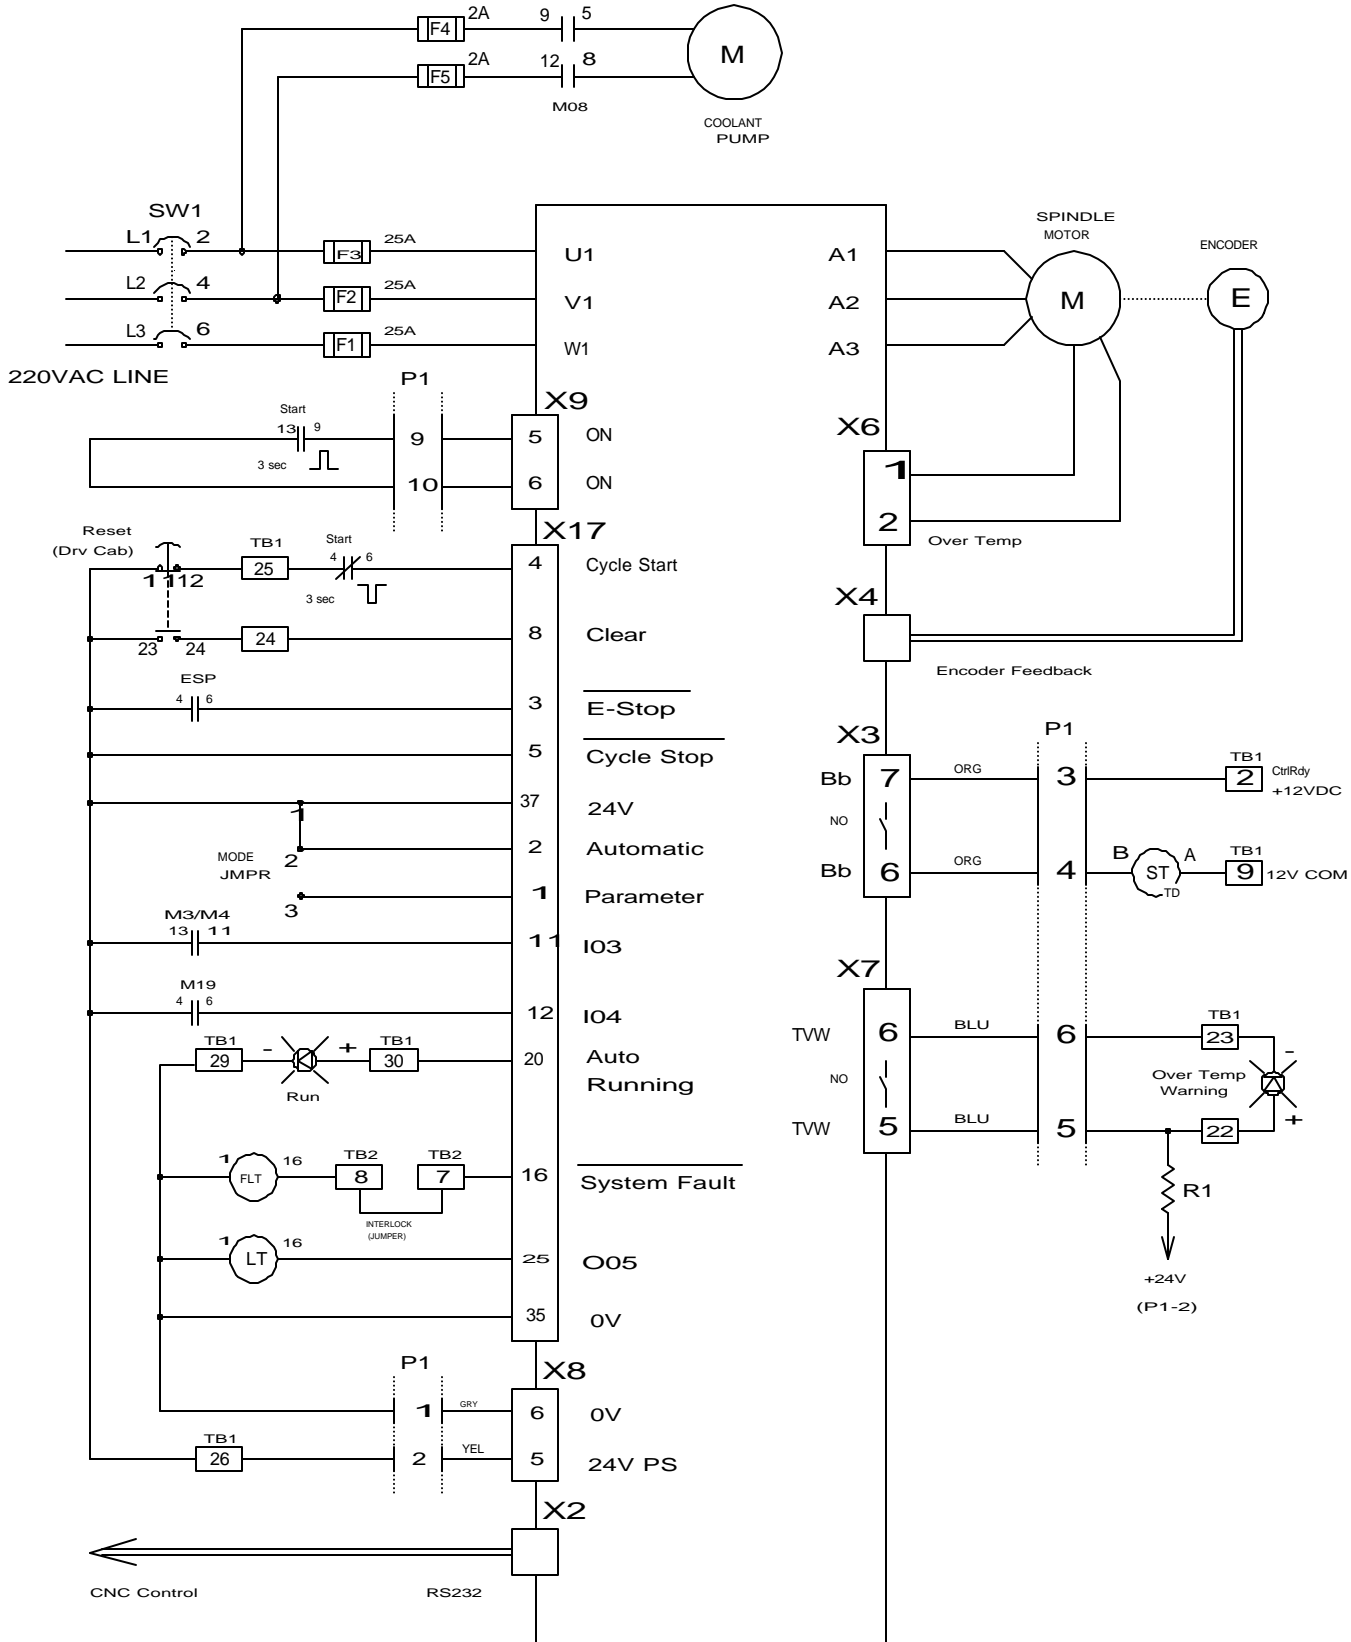 2A 9 5
F4
2A 12 8
F5
M
M08
COOLANT
PUMP
SW1
L1 2 F3 25A U1
L2 4 F2 25A V1
L3 6 F1 25A W1
220VAC LINE
A1
A2
A3
SPINDLE
MOTOR
M
ENCODER
E
P1
X9
Start
13 9
3 sec
9 5 ON
10 6 ON
X6
1
2
Over Temp
X17
Reset
(Drv Cab)
11 12
TB1
25
Start
4 6
3 sec
4 Cycle Start
23 24
24
8 Clear
X4
Encoder Feedback
ESP
4 6
3 E-Stop
5 Cycle Stop
1
37 24V
MODE
JMPR
2
2 Automatic
3
1 Parameter
M3/M4
13 11
11 I03
M19
4 6
12 I04
TB1
29
- +
Run
TB1
30
20 Auto
Running
1 16
FLT
TB2
8
TB2
7
INTERLOCK
(JUMPER)
16 System Fault
1 16
LT
25 O05
35 0V
P1
X8
1 GRY 6 0V
TB1
26
2 YEL 5 24V PS
X2
CNC Control
RS232
X3
P1
Bb 7 ORG 3
TB1
2
CtrlRdy
+12VDC
NO
Bb 6 ORG 4
B A
ST
TD
TB1
9
12V COM
X7
TVW 6 BLU 6
TB1
23
-
NO
Over Temp
Warning
+
TVW 5 BLU 5
22
R1
+24V
(P1-2)